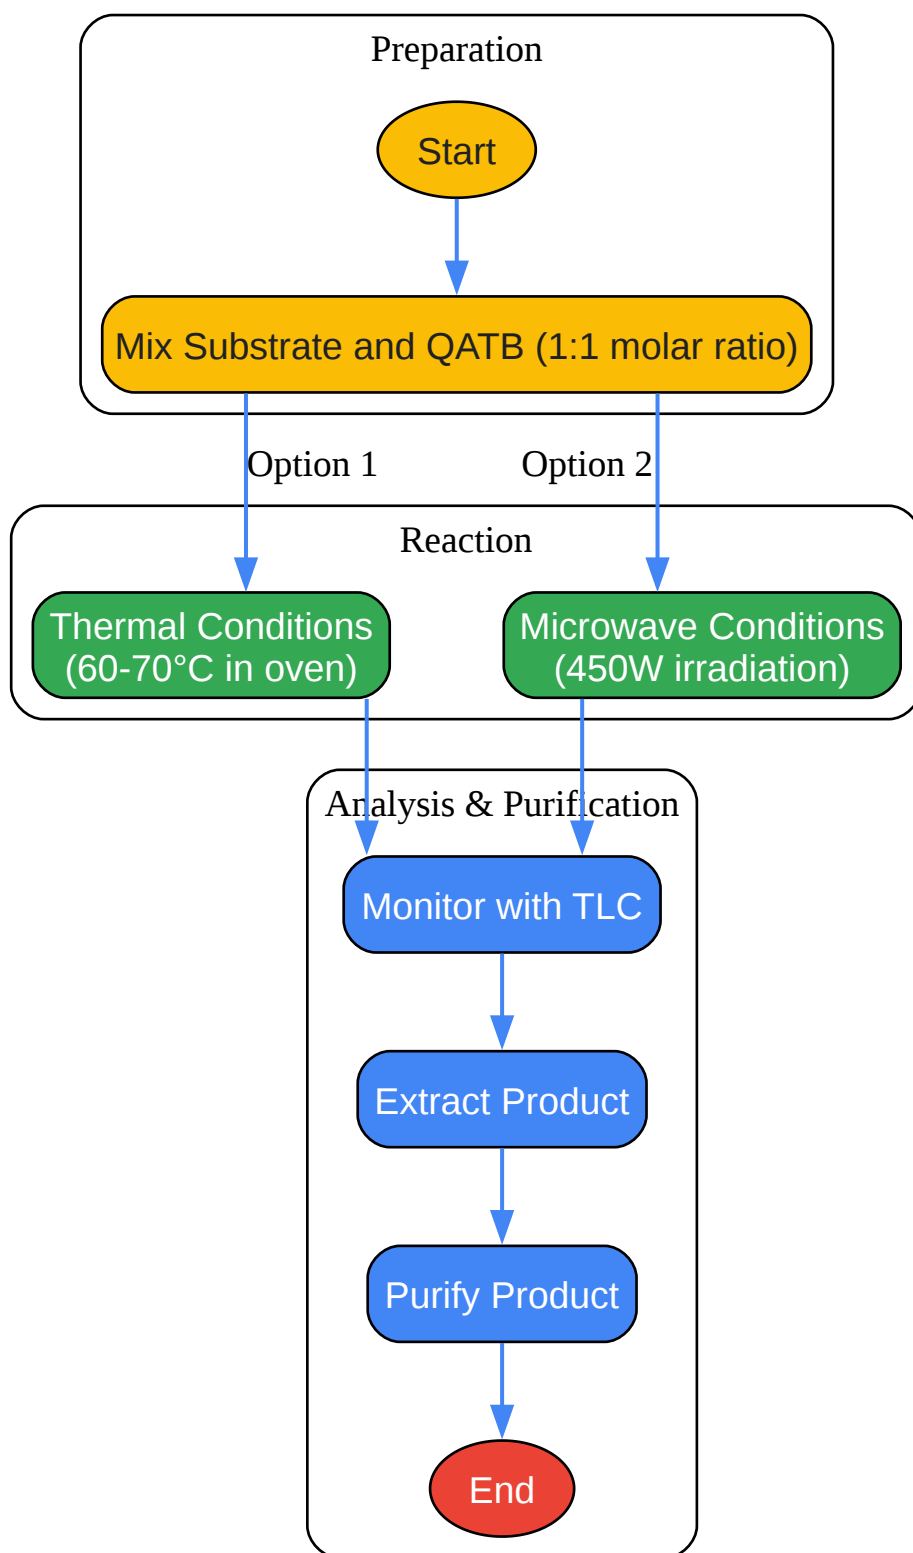 Preparation
Start
Mix Substrate and QATB (1:1 molar ratio)
Option 1
Option 2
Reaction
Thermal Conditions
(60-70°C in oven)
Microwave Conditions
(450W irradiation)
Analysis & Purification
Monitor with TLC
Extract Product
Purify Product
End